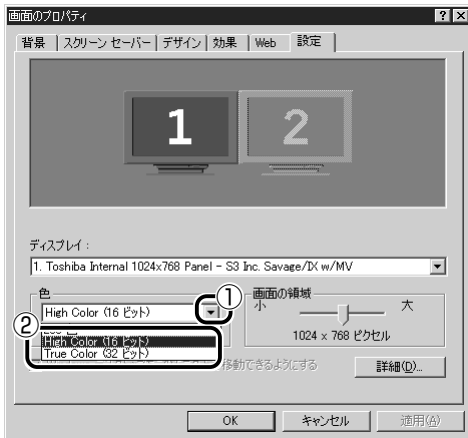 画面のプロパティ
背景 スクリーン セーバー デザイン 効果 Web 設定
1 2
ディスプレイ :
1. Toshiba Internal 1024x768 Panel - S3 Inc. Savage/IX w/MV
色
画面の領域
High Color (16 ビット)
①
小 大
②
High Color (16 ビット)
1024 x 768 ピクセル
True Color (32 ビット)
移動できるようにする
詳細(D)...
OK キャンセル 適用(A)